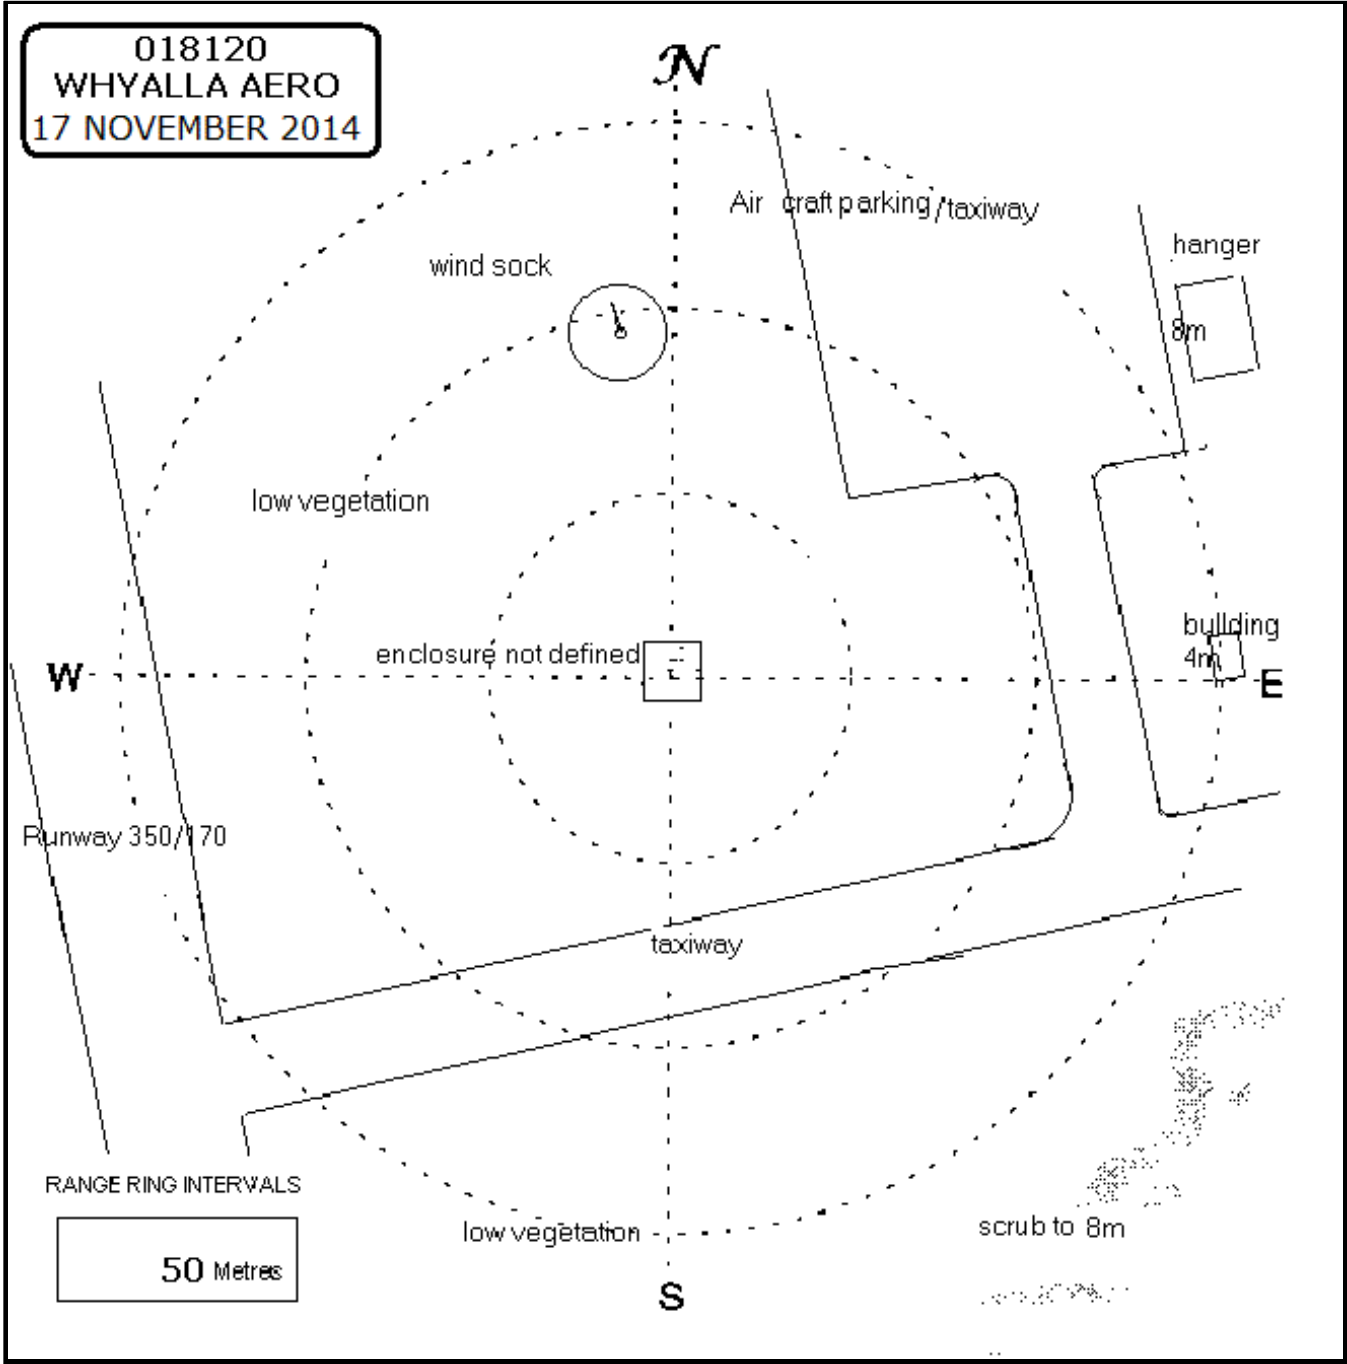 018120
WHYALLA AERO
17 NOVEMBER 2014
N
Air craft parking/taxiway
hanger
wind sock
8m
low vegetation
building
enclosure not defined
4m
W
E
Runway 350/170
taxiway
RANGE RING INTERVALS
low vegetation
scrub to 8m
50 Metres
S